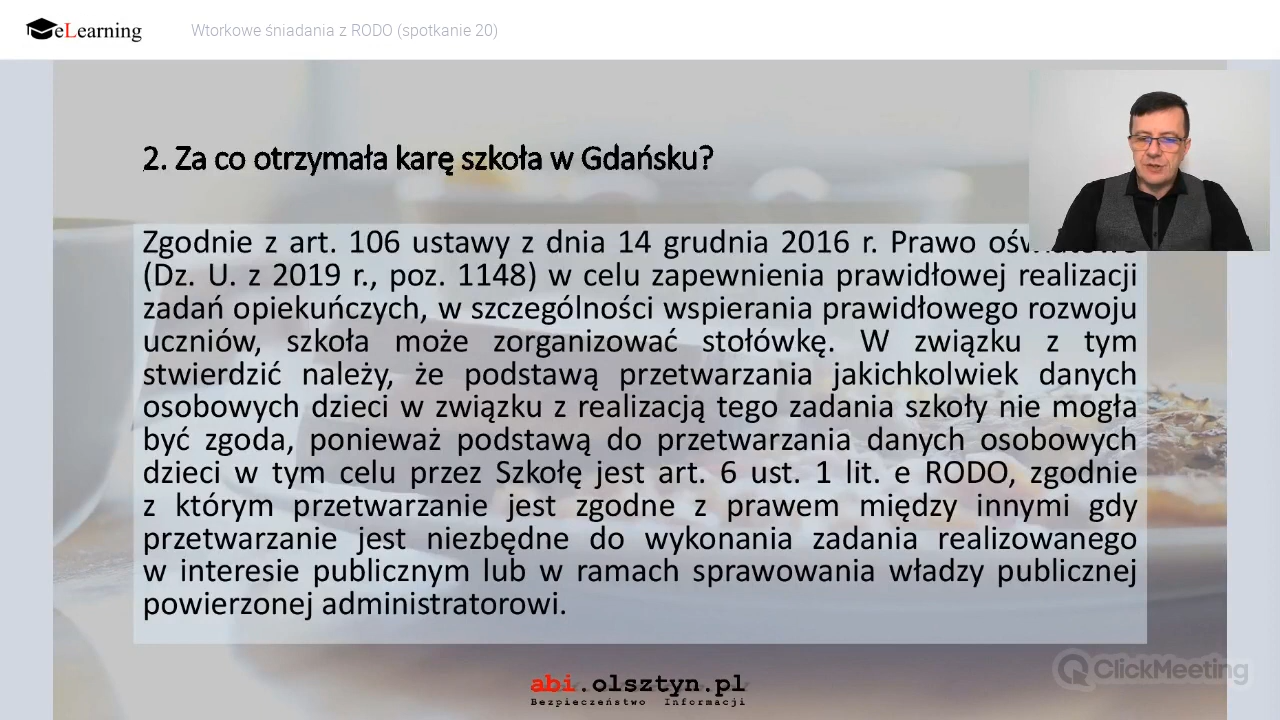 eLearning
Wtorkowe śniadania z RODO (spotkanie 20)
2. Za co otrzymała karę szkoła w Gdańsku?
Zgodnie z art. 106 ustawy z dnia 14 grudnia 2016 r. Prawo
(Dz. U. z 2019 r., poz. 1148) w celu zapewnienia prawidłowej realizacji
zadań opiekuńczych, w szczególności wspierania prawidłowego rozwoju
uczniów, szkoła może zorganizować stołówkę. W związku z tym
stwierdzić należy, że podstawą przetwarzania jakichkolwiek danych
osobowych dzieci w związku z realizacją tego zadania szkoły nie mogła
być zgoda, ponieważ podstawą do przetwarzania danych osobowych
dzieci w tym celu przez Szkołę jest art. 6 ust. 1 lit. e RODO, zgodnie
z którym przetwarzanie jest zgodne z prawem między innymi gdy
przetwarzanie jest niezbędne do wykonania zadania realizowanego
w interesie publicznym lub w ramach sprawowania władzy publicznej
powierzonej administratorowi.
ClickMeeting
abi.olsztyn.pl
Bezpieczeństwo Informacji